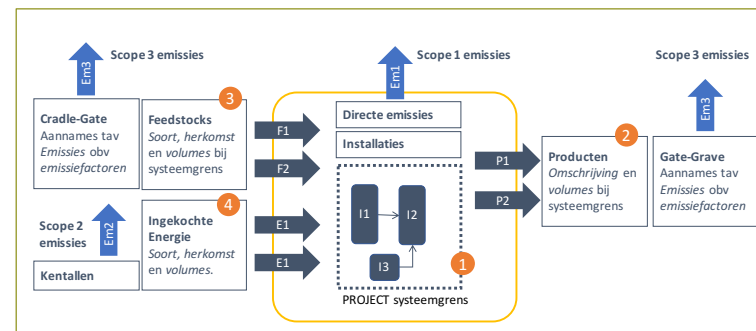 Scope 3 emissies
Em3
Cradle-Gate
Aannames tav
Emissies obv
emissiefactoren
3
Feedstocks
Soort, herkomst
en volumes bij
systeemgrens
Scope 2
emissies
Em2
Kentallen
4
Ingekochte
Energie
Soort, herkomst
en volumes.
F1
F2
E1
E1
Scope 1 emissies
Em1
Directe emissies
Installaties
I1
I2
I3
1
PROJECT systeemgrens
P1
P2
2
Producten
Omschrijving en
volumes bij
systeemgrens
Scope 3 emissies
Em3
Gate-Grave
Aannames tav
Emissies obv
emissiefactoren